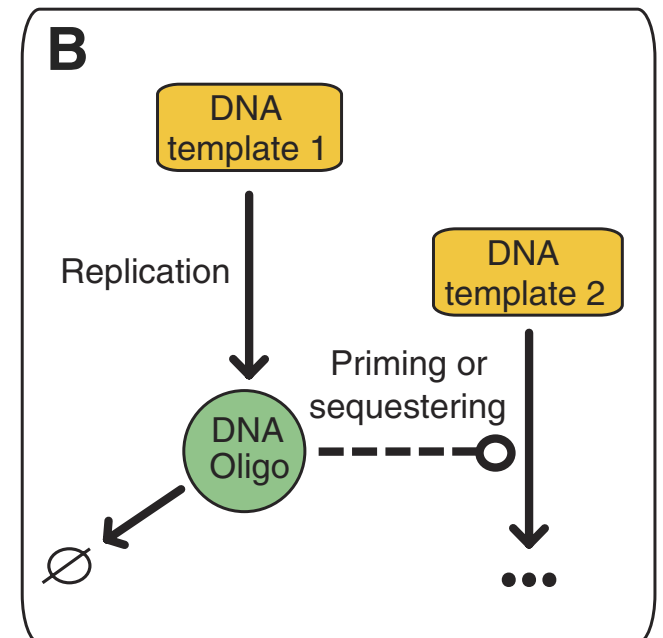 B
DNA
template 1
Replication
DNA
template 2
Priming or
sequestering
DNA
Oligo
∅
•••